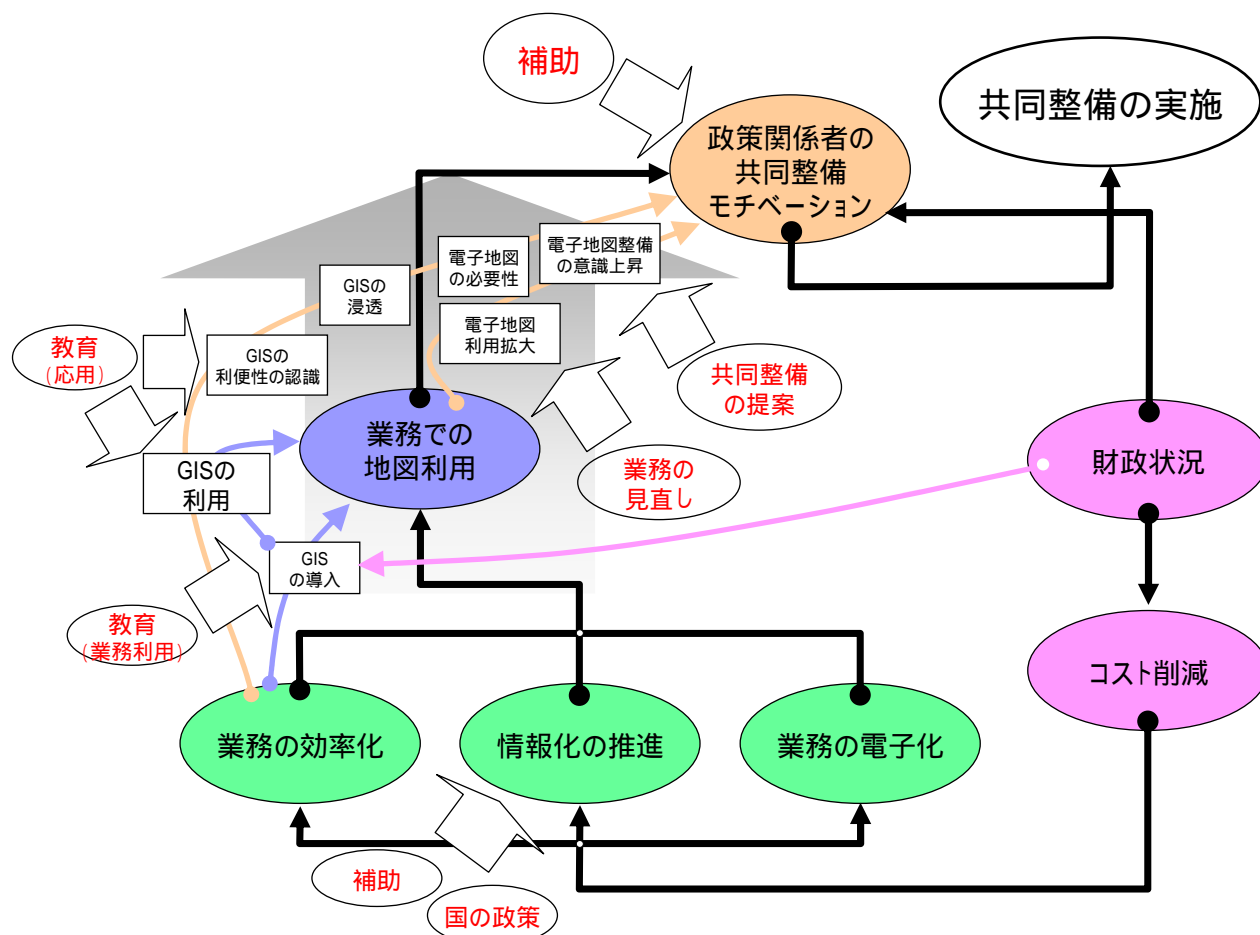 補助
共同整備の実施
政策関係者の
共同整備
モチベーション
電子地図
の必要性
電子地図整備
の意識上昇
GISの
浸透
電子地図
利用拡大
教育
(応用)
GISの
利便性の認識
共同整備
の提案
業務での
地図利用
財政状況
GISの
利用
業務の
見直し
GIS
の導入
教育
(業務利用)
コスト削減
業務の効率化
情報化の推進
業務の電子化
補助
国の政策